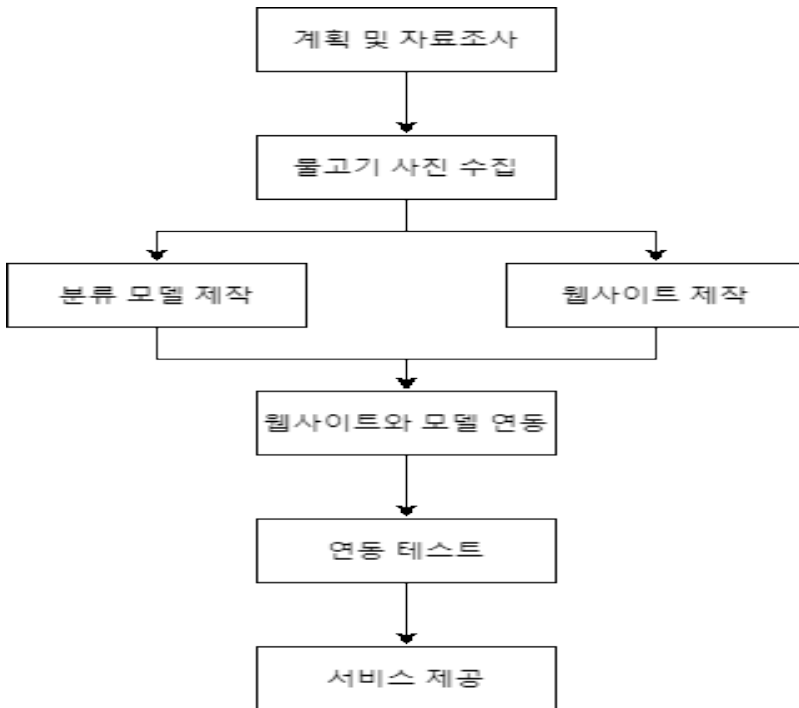 계획 및 자료조사
물고기 사진 수집
분류 모델 제작
웹사이트 제작
웹사이트와 모델 연동
연동 테스트
서비스 제공